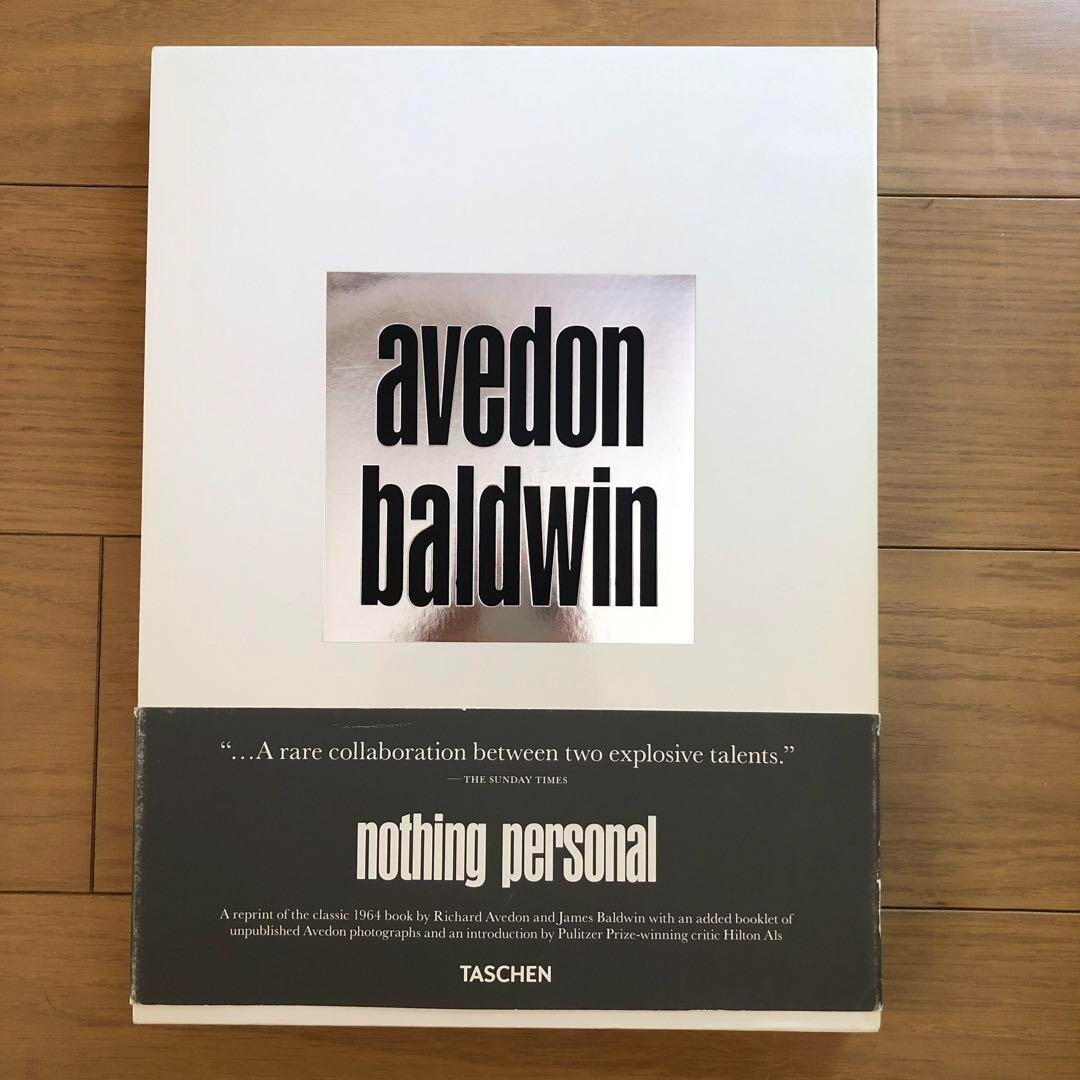 avedon
baldwin
“…A rare collaboration between two explosive talents.”
— THE SUNDAY TIMES
nothing personal
A reprint of the classic 1964 book by Richard Avedon and James Baldwin with an added booklet of
unpublished Avedon photographs and an introduction by Pulitzer Prize-winning critic Hilton Als
TASCHEN